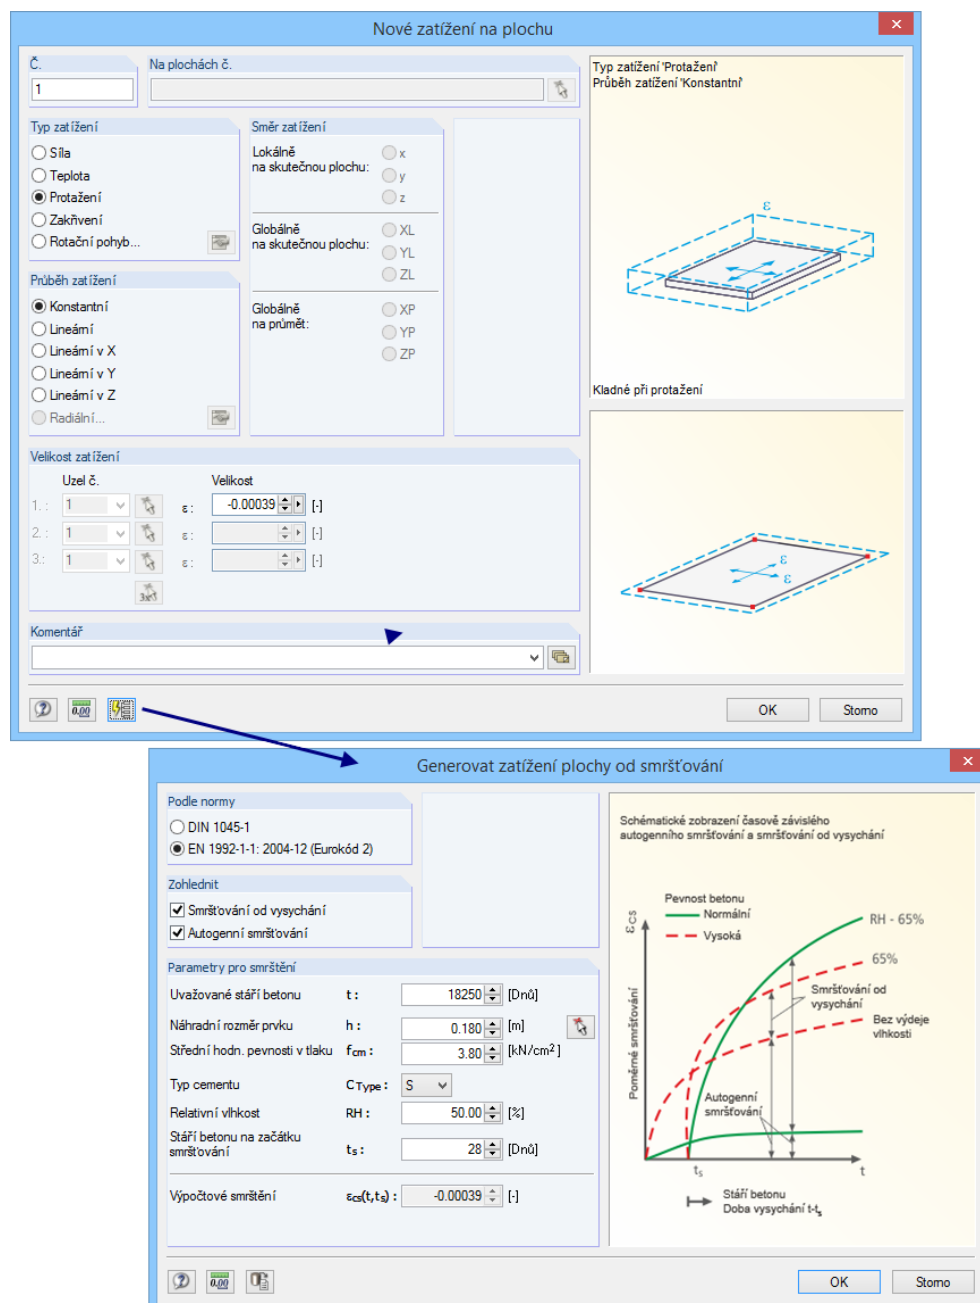 Nové zatížení na plochu
Č.
1
Na plochách č.
Typ zatížení
Síla
Teplota
Protažení
Zakřivení
Rotační pohyb...
Směr zatížení
Lokálně
na skutečnou plochu:
x
y
z
Globálně
na skutečnou plochu:
XL
YL
ZL
Globálně
na průmět:
XP
YP
ZP
Průběh zatížení
Konstantní
Lineární
Lineární v X
Lineární v Y
Lineární v Z
Radiální...
Typ zatížení 'Protažení'
Průběh zatížení 'Konstantní'
ε
Kladné při protažení
Velikost zatížení
Uzel č.
Velikost
1.: 1 ε: -0.00039 [-]
2.: 1 ε: [-]
3.: 1 ε: [-]
3x3
ε
ε
Komentář
0.00
OK
Storno
Generovat zatížení plochy od smršťování
Podle normy
DIN 1045-1
EN 1992-1-1: 2004-12 (Eurokód 2)
Zohlednit
Smršťování od vysychání
Autogenní smršťování
Parametry pro smrštění
Uvažované stáří betonu t: 18250 [Dnů]
Náhradní rozměr prvku h: 0.180 [m]
Střední hodn. pevnosti v tlaku fcm: 3.80 [kN/cm²]
Typ cementu CType: S
Relativní vlhkost RH: 50.00 [%]
Stáří betonu na začátku
smršťování ts: 28 [Dnů]
Výpočtové smrštění εcs(t,ts): -0.00039 [-]
Schématické zobrazení časově závislého
autogenního smršťování a smršťování od vysychání
Pevnost betonu
Normální
Vysoká
εcs
Poměrné smršťování
RH - 65%
65%
Smršťování od
vysychání
Bez výdeje
vlhkosti
Autogenní
smršťování
ts
t
Stáří betonu
Doba vysychání t-ts
0.00
OK
Storno